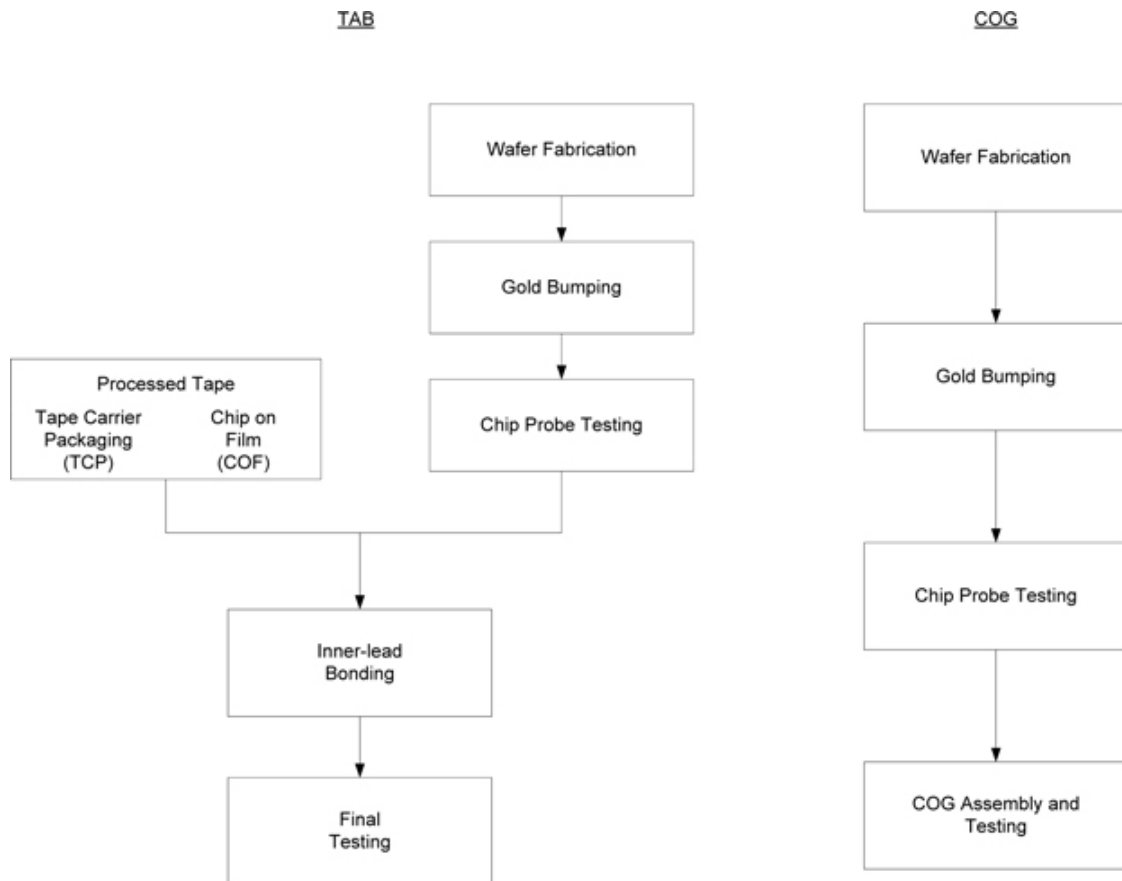 TAB
COG
Wafer Fabrication
Gold Bumping
Chip Probe Testing
Processed Tape
Tape Carrier
Packaging
(TCP)
Chip on
Film
(COF)
Inner-lead
Bonding
Final
Testing
Wafer Fabrication
Gold Bumping
Chip Probe Testing
COG Assembly and
Testing